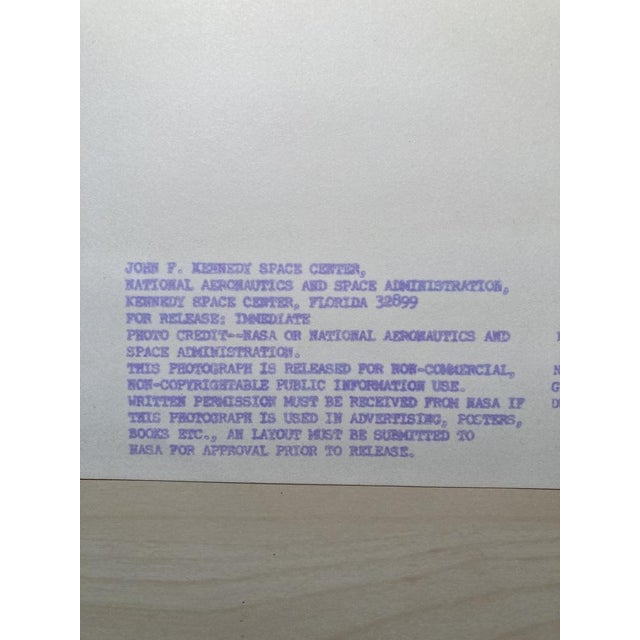 JOHN F. KENNEDY SPACE CENTER,
NATIONAL AERONAUTICS AND SPACE ADMINISTRATION,
KENNEDY SPACE CENTER, FLORIDA 32899
FOR RELEASE: IMMEDIATE
PHOTO CREDIT--NASA OR NATIONAL AERONAUTICS AND
SPACE ADMINISTRATION.
THIS PHOTOGRAPH IS RELEASED FOR NON-COMMERCIAL,
NON-COPYRIGHTABLE PUBLIC INFORMATION USE.
WRITTEN PERMISSION MUST BE RECEIVED FROM NASA IF
THIS PHOTOGRAPH IS USED IN ADVERTISING, POSTERS,
BOOKS ETC., AN LAYOUT MUST BE SUBMITTED TO
NASA FOR APPROVAL PRIOR TO RELEASE.